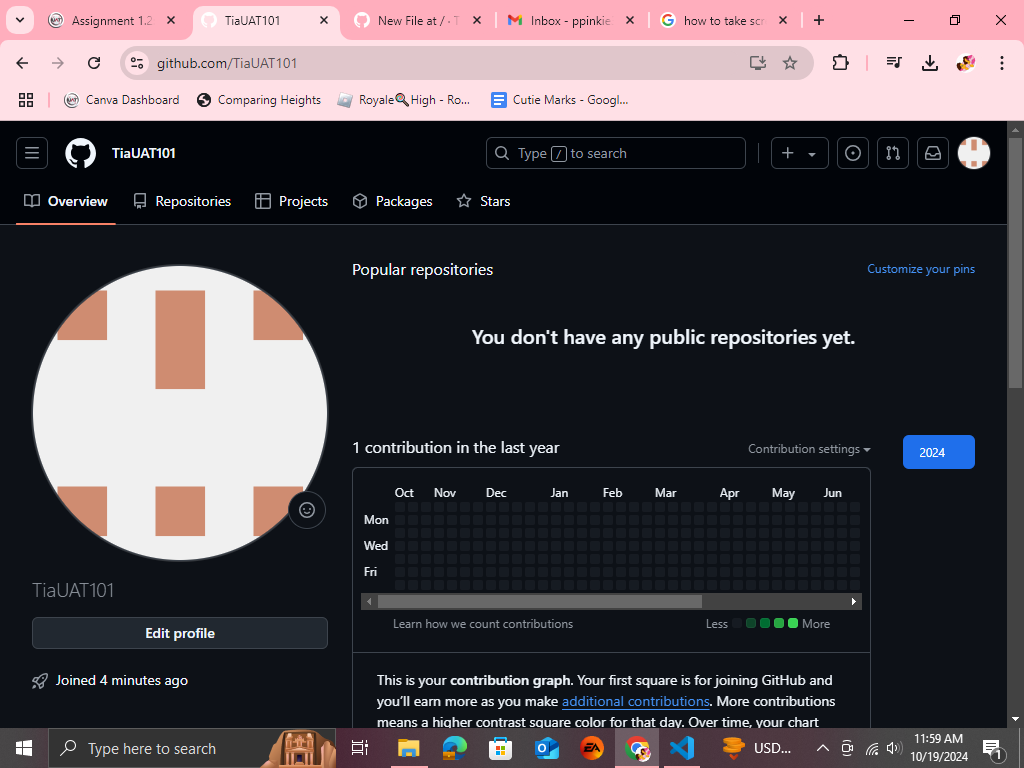 Assignment 1.2
TiaUAT101
New File at / · T
Inbox - ppinkie.
how to take scr
github.com/TiaUAT101
Canva Dashboard
Comparing Heights
Royale🔍High - Ro...
Cutie Marks - Googl...
TiaUAT101
Type / to search
Overview
Repositories
Projects
Packages
Stars
Popular repositories
Customize your pins
You don't have any public repositories yet.
1 contribution in the last year
Contribution settings
2024
Oct Nov Dec Jan Feb Mar Apr May Jun
Mon
Wed
Fri
Learn how we count contributions
Less More
TiaUAT101
Edit profile
Joined 4 minutes ago
This is your contribution graph. Your first square is for joining GitHub and
you'll earn more as you make additional contributions. More contributions
means a higher contrast square color for that day. Over time, your chart
Type here to search
EA
USD...
11:59 AM
10/19/2024
1